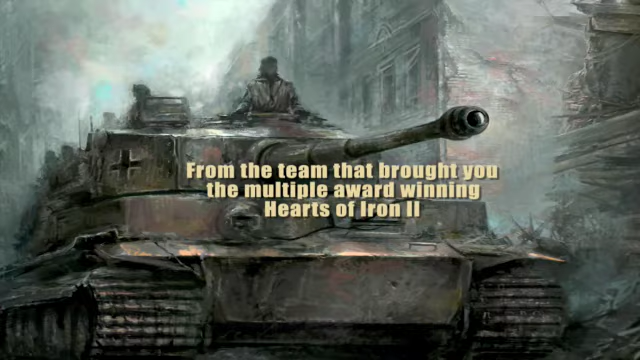 From the team that brought you
the multiple award winning
Hearts of Iron II